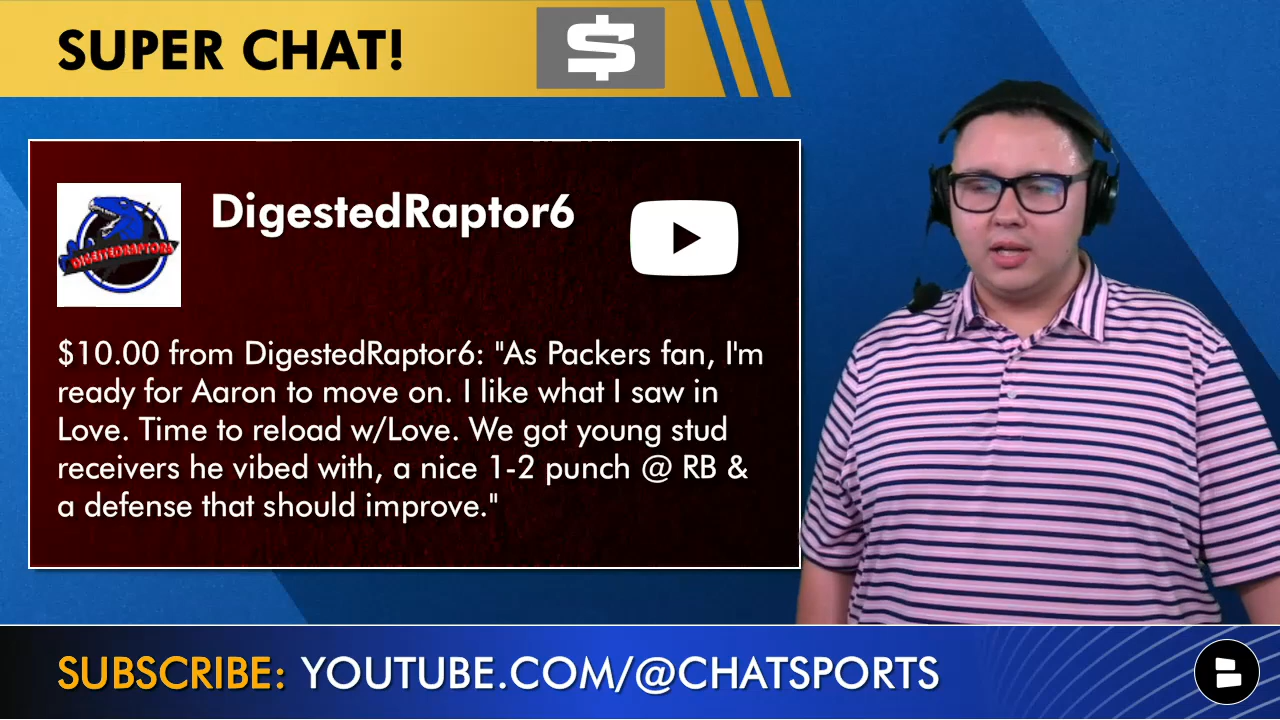 SUPER CHAT!
$
DigestedRaptor6
DIGESTEDRAPTOR6
$10.00 from DigestedRaptor6: "As Packers fan, I'm
ready for Aaron to move on. I like what I saw in
Love. Time to reload w/Love. We got young stud
receivers he vibed with, a nice 1-2 punch @ RB &
a defense that should improve."
SUBSCRIBE: YOUTUBE.COM/@CHATSPORTS